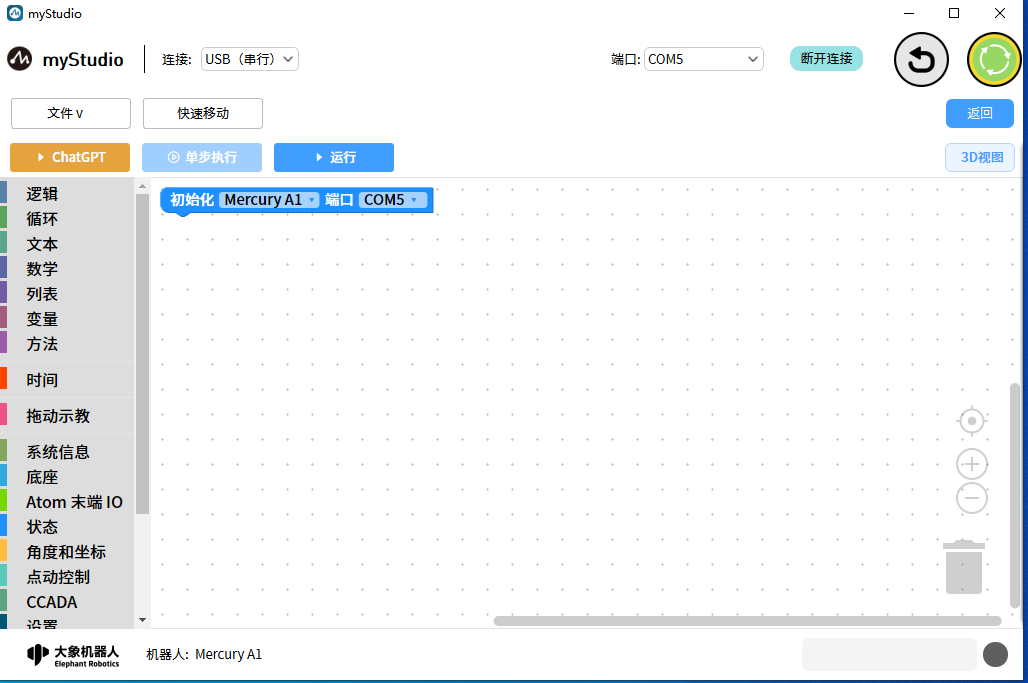 myStudio
myStudio 连接: USB（串行） 端口: COM5 断开连接
文件 v 快速移动 返回
ChatGPT 单步执行 运行 3D视图
初始化 Mercury A1 端口 COM5
逻辑
循环
文本
数学
列表
变量
方法
时间
拖动示教
系统信息
底座
Atom 末端 IO
状态
角度和坐标
点动控制
CCADA
设置
大象机器人
Elephant Robotics
机器人: Mercury A1